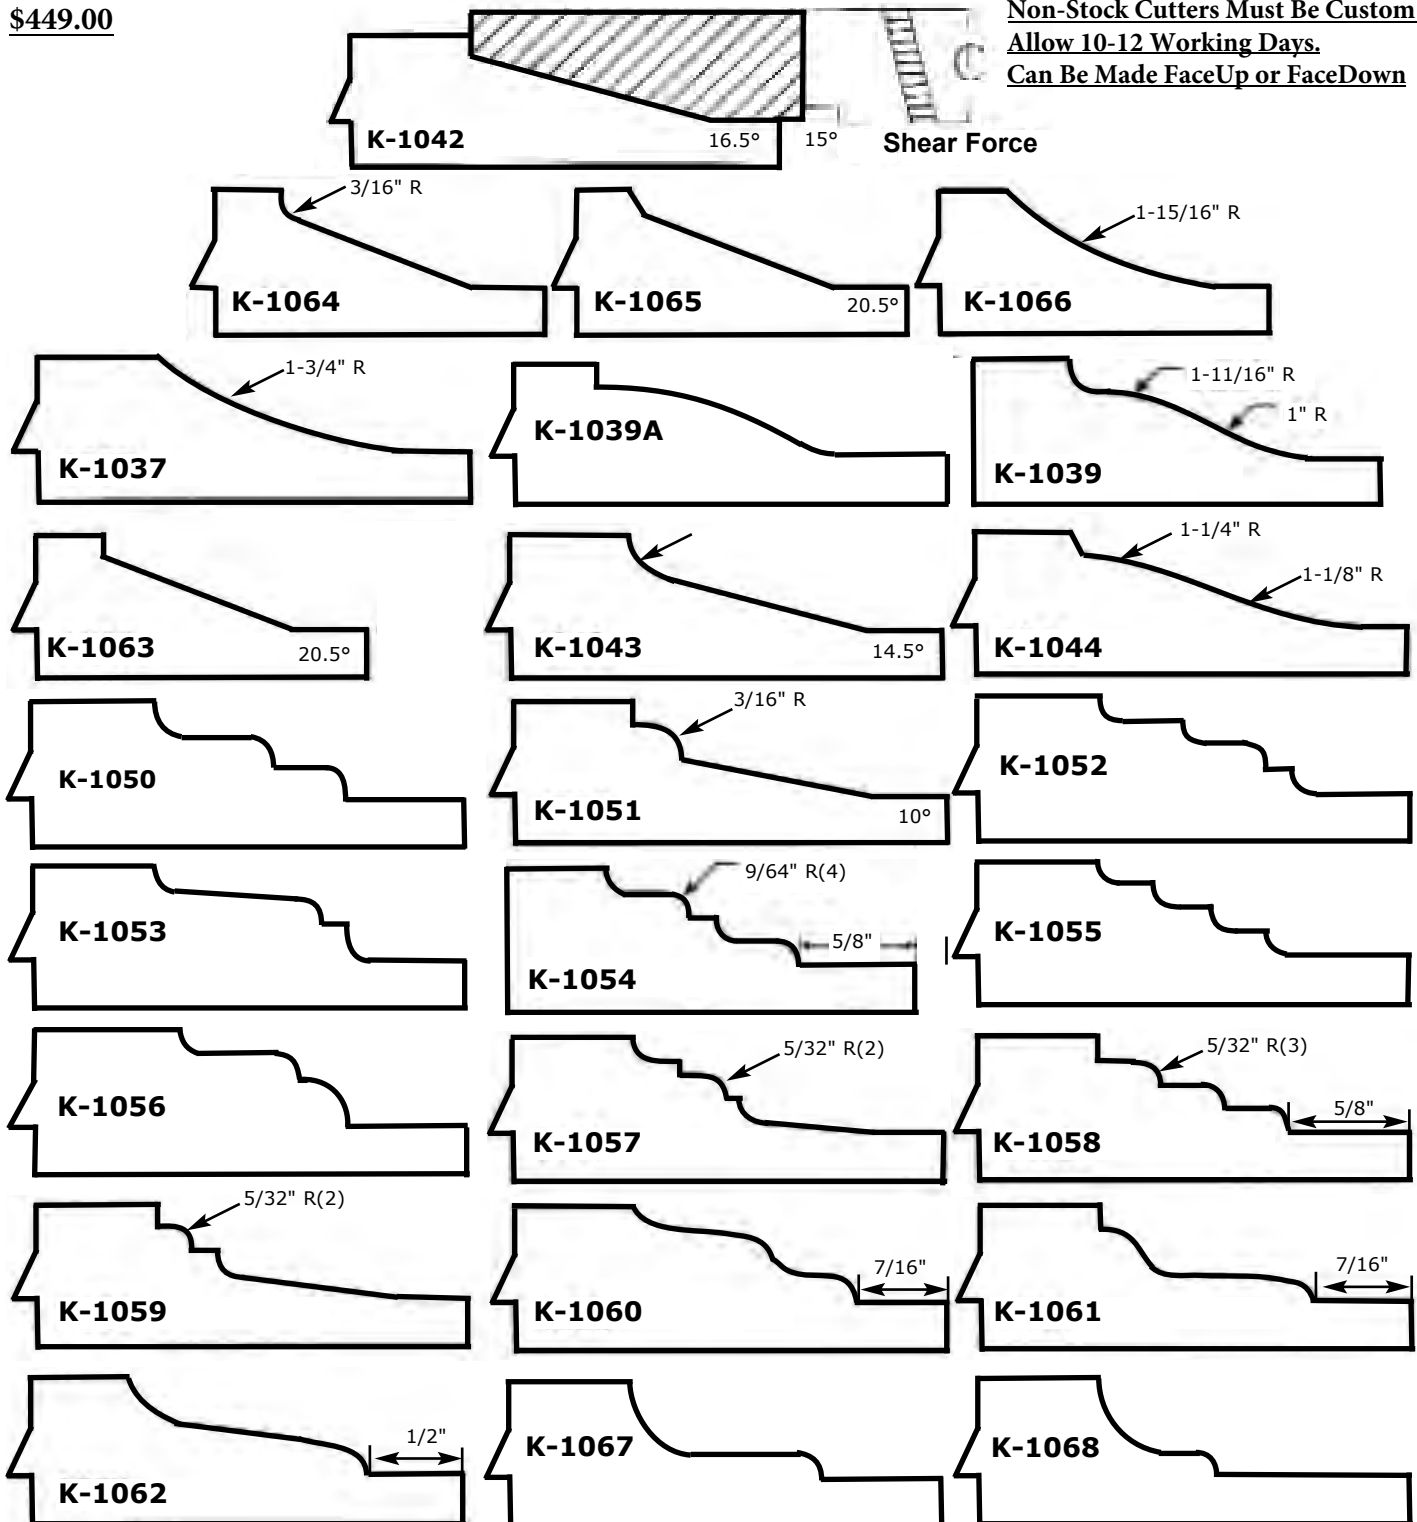 $449.00
Non-Stock Cutters Must Be Custom
Allow 10-12 Working Days.
Can Be Made FaceUp or FaceDown
K-1042
16.5°
15°
Shear Force
3/16" R
K-1064
K-1065
20.5°
1-15/16" R
K-1066
1-3/4" R
K-1037
K-1039A
1-11/16" R
1" R
K-1039
K-1063
20.5°
K-1043
14.5°
1-1/4" R
1-1/8" R
K-1044
K-1050
3/16" R
K-1051
10°
K-1052
K-1053
9/64" R(4)
5/8"
K-1054
K-1055
K-1056
5/32" R(2)
K-1057
5/32" R(3)
5/8"
K-1058
5/32" R(2)
K-1059
7/16"
K-1060
7/16"
K-1061
1/2"
K-1062
K-1067
K-1068